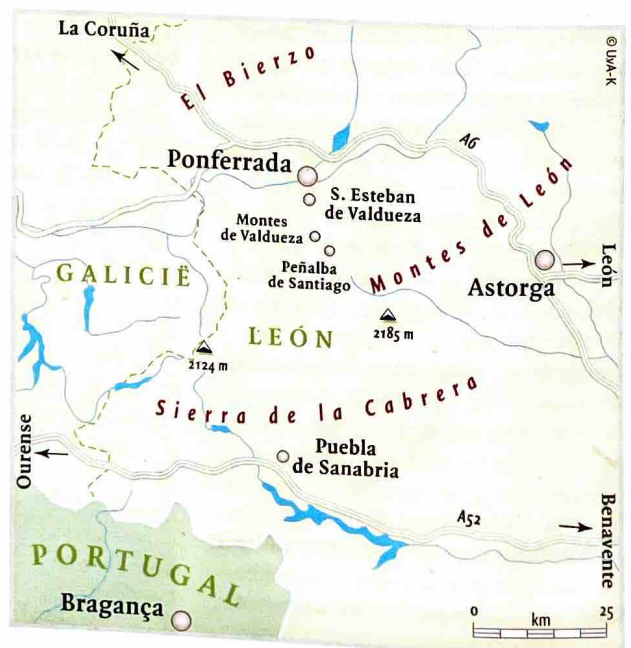 La Coruña
© UvA-K
El Bierzo
A6
Ponferrada
S. Esteban
de Valdueza
Montes
de Valdueza
Peñalba
de Santiago
Montes de León
León
Astorga
GALICIË
LEÓN
2185 m
2124 m
Sierra de la Cabrera
Ourense
Puebla
de Sanabria
A52
Benavente
PORTUGAL
Bragança
0 km 25